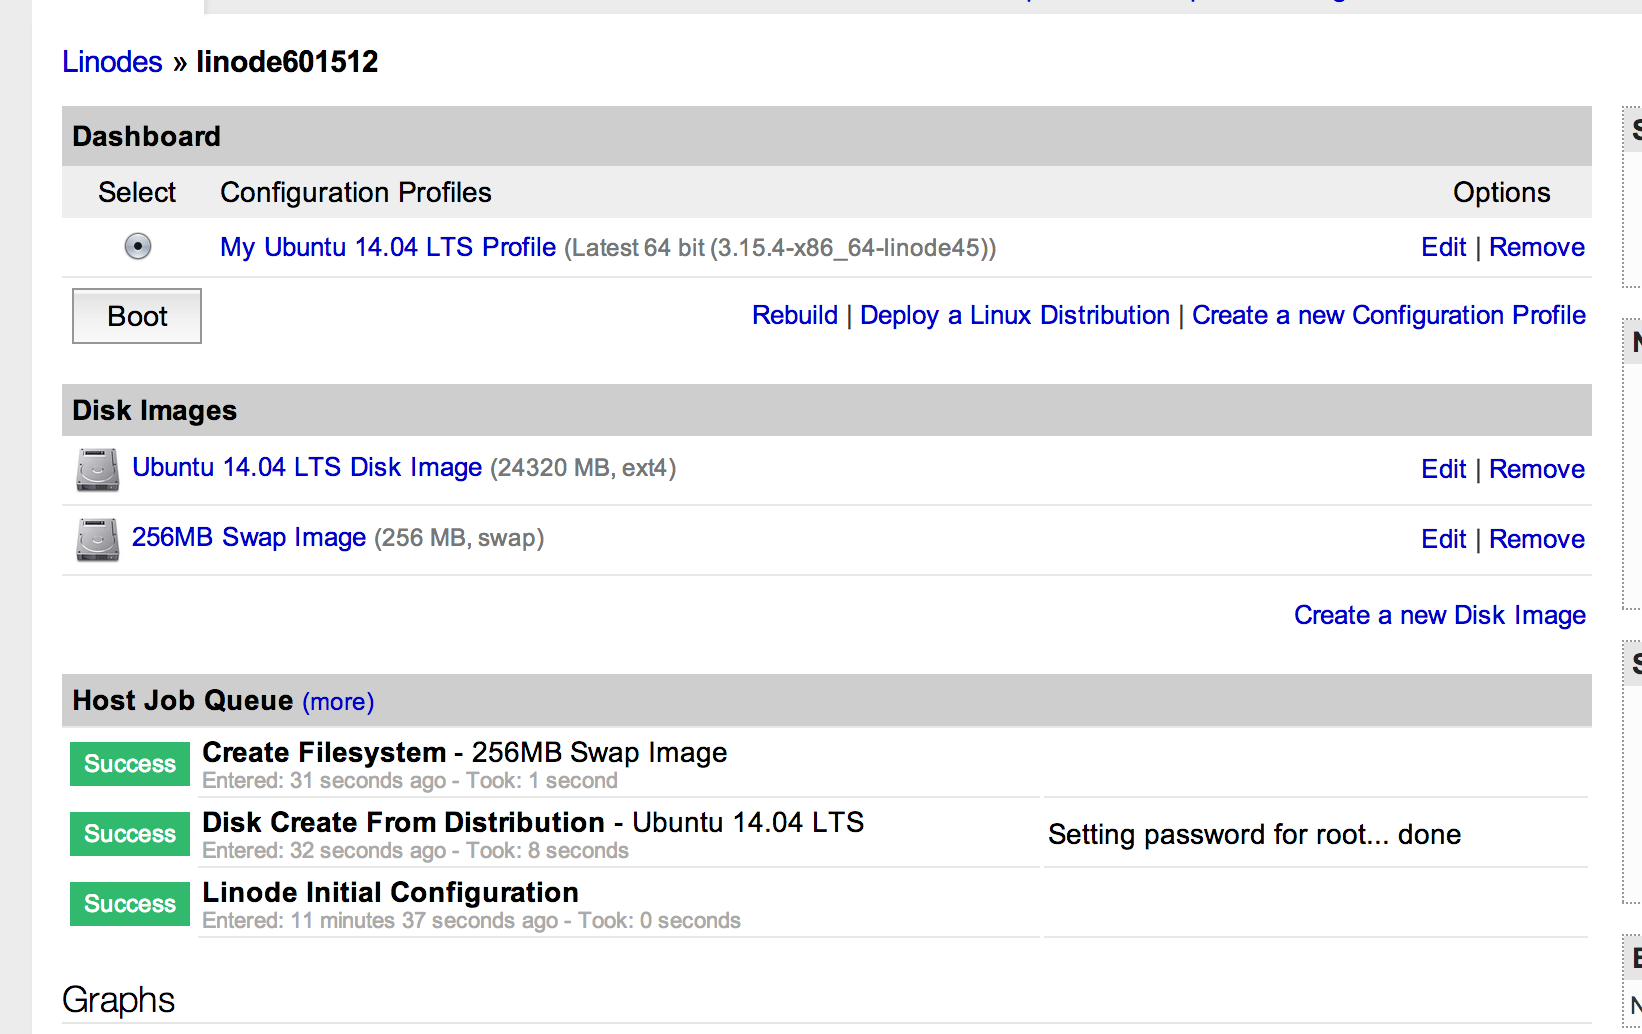 Linodes » linode601512
Dashboard
Select Configuration Profiles Options
My Ubuntu 14.04 LTS Profile (Latest 64 bit (3.15.4-x86_64-linode45)) Edit | Remove
Boot Rebuild | Deploy a Linux Distribution | Create a new Configuration Profile
Disk Images
Ubuntu 14.04 LTS Disk Image (24320 MB, ext4) Edit | Remove
256MB Swap Image (256 MB, swap) Edit | Remove
Create a new Disk Image
Host Job Queue (more)
Success Create Filesystem - 256MB Swap Image
Entered: 31 seconds ago - Took: 1 second
Success Disk Create From Distribution - Ubuntu 14.04 LTS
Entered: 32 seconds ago - Took: 8 seconds
Setting password for root... done
Success Linode Initial Configuration
Entered: 11 minutes 37 seconds ago - Took: 0 seconds
Graphs